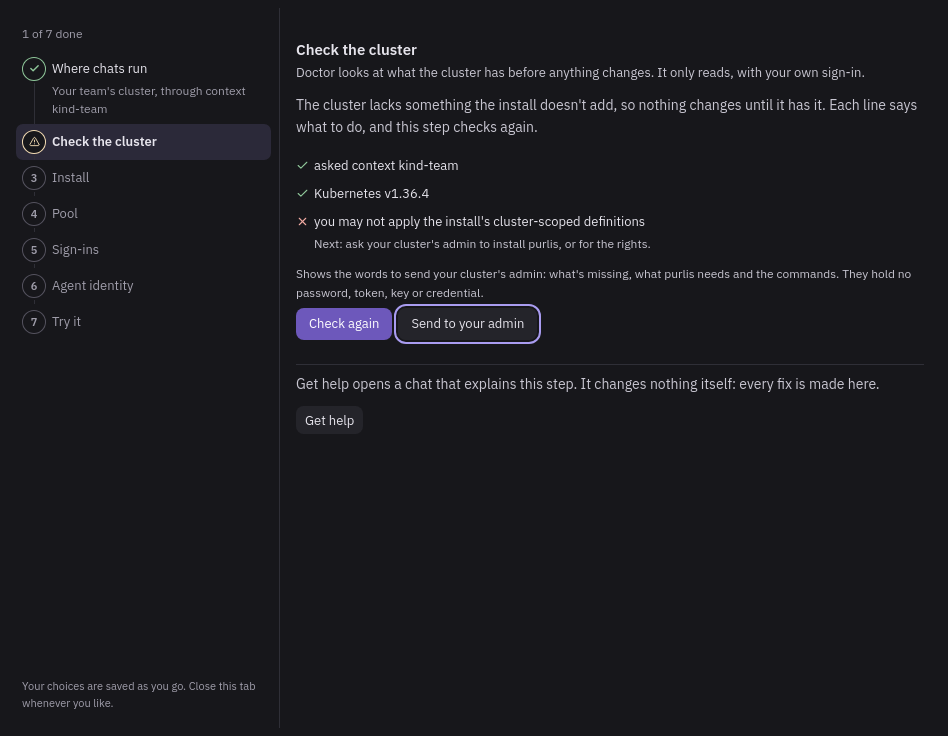 1 of 7 done
Where chats run
Your team's cluster, through context
kind-team
Check the cluster
3 Install
4 Pool
5 Sign-ins
6 Agent identity
7 Try it
Your choices are saved as you go. Close this tab
whenever you like.
Check the cluster
Doctor looks at what the cluster has before anything changes. It only reads, with your own sign-in.
The cluster lacks something the install doesn't add, so nothing changes until it has it. Each line says
what to do, and this step checks again.
asked context kind-team
Kubernetes v1.36.4
you may not apply the install's cluster-scoped definitions
Next: ask your cluster's admin to install purlis, or for the rights.
Shows the words to send your cluster's admin: what's missing, what purlis needs and the commands. They hold no
password, token, key or credential.
Check again Send to your admin
Get help opens a chat that explains this step. It changes nothing itself: every fix is made here.
Get help